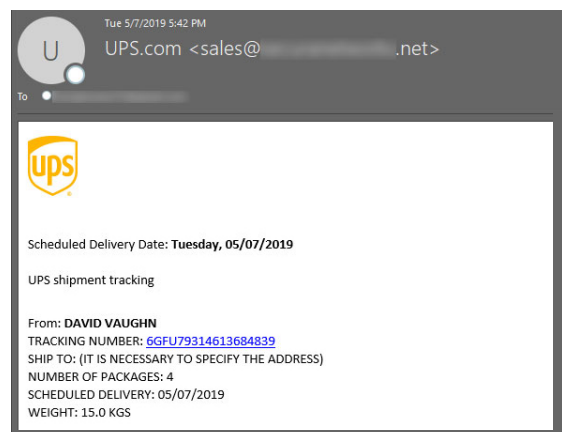 Tue 5/7/2019 5:42 PM
U
UPS.com <sales@ .net>
To
ups
Scheduled Delivery Date: Tuesday, 05/07/2019
UPS shipment tracking
From: DAVID VAUGHN
TRACKING NUMBER: 6GFU79314613684839
SHIP TO: (IT IS NECESSARY TO SPECIFY THE ADDRESS)
NUMBER OF PACKAGES: 4
SCHEDULED DELIVERY: 05/07/2019
WEIGHT: 15.0 KGS